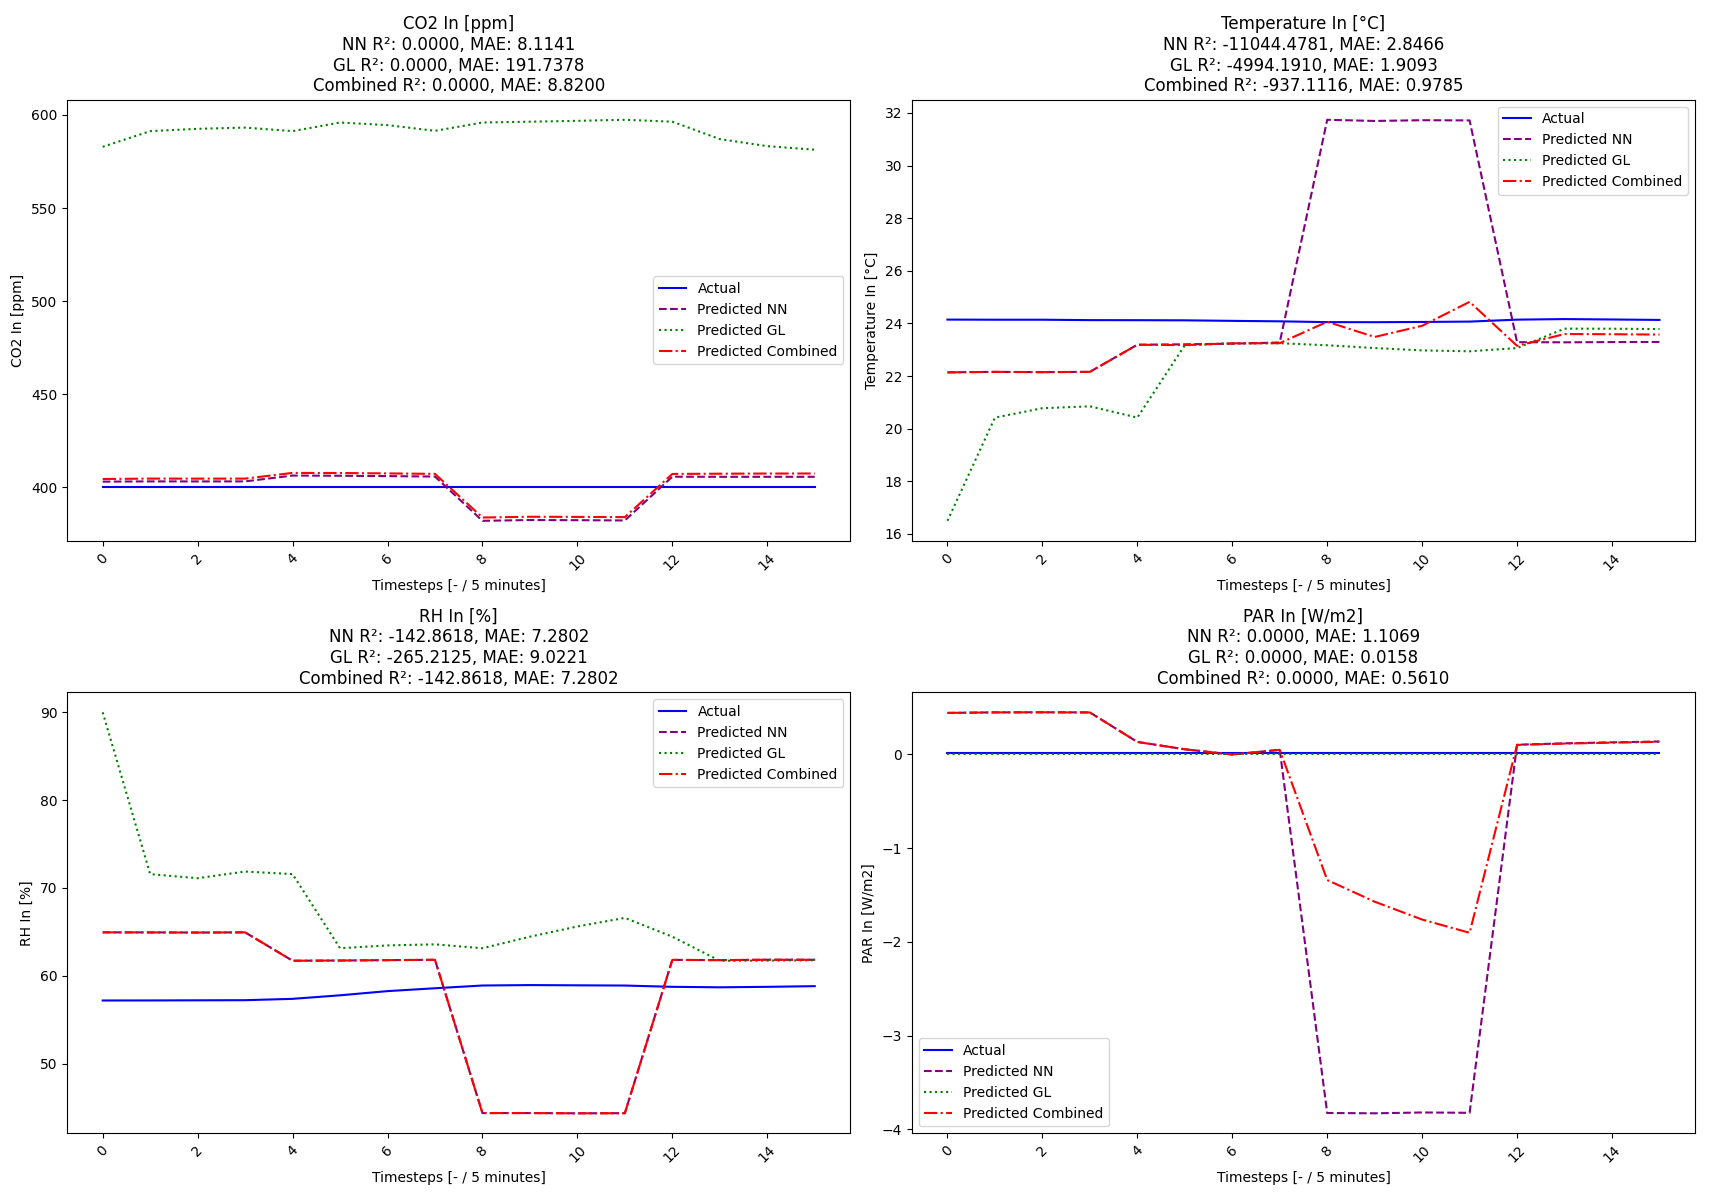 CO2 In [ppm]
NN R²: 0.0000, MAE: 8.1141
GL R²: 0.0000, MAE: 191.7378
Combined R²: 0.0000, MAE: 8.8200
600
550
500
450
400
CO2 In [ppm]
Actual
Predicted NN
Predicted GL
Predicted Combined
0
2
4
6
8
10
12
14
Timesteps [- / 5 minutes]
Temperature In [°C]
NN R²: -11044.4781, MAE: 2.8466
GL R²: -4994.1910, MAE: 1.9093
Combined R²: -937.1116, MAE: 0.9785
32
30
28
26
24
22
20
18
16
Temperature In [°C]
Actual
Predicted NN
Predicted GL
Predicted Combined
0
2
4
6
8
10
12
14
Timesteps [- / 5 minutes]
RH In [%]
NN R²: -142.8618, MAE: 7.2802
GL R²: -265.2125, MAE: 9.0221
Combined R²: -142.8618, MAE: 7.2802
90
80
70
60
50
RH In [%]
Actual
Predicted NN
Predicted GL
Predicted Combined
0
2
4
6
8
10
12
14
Timesteps [- / 5 minutes]
PAR In [W/m2]
NN R²: 0.0000, MAE: 1.1069
GL R²: 0.0000, MAE: 0.0158
Combined R²: 0.0000, MAE: 0.5610
0
−1
−2
−3
−4
PAR In [W/m2]
Actual
Predicted NN
Predicted GL
Predicted Combined
0
2
4
6
8
10
12
14
Timesteps [- / 5 minutes]